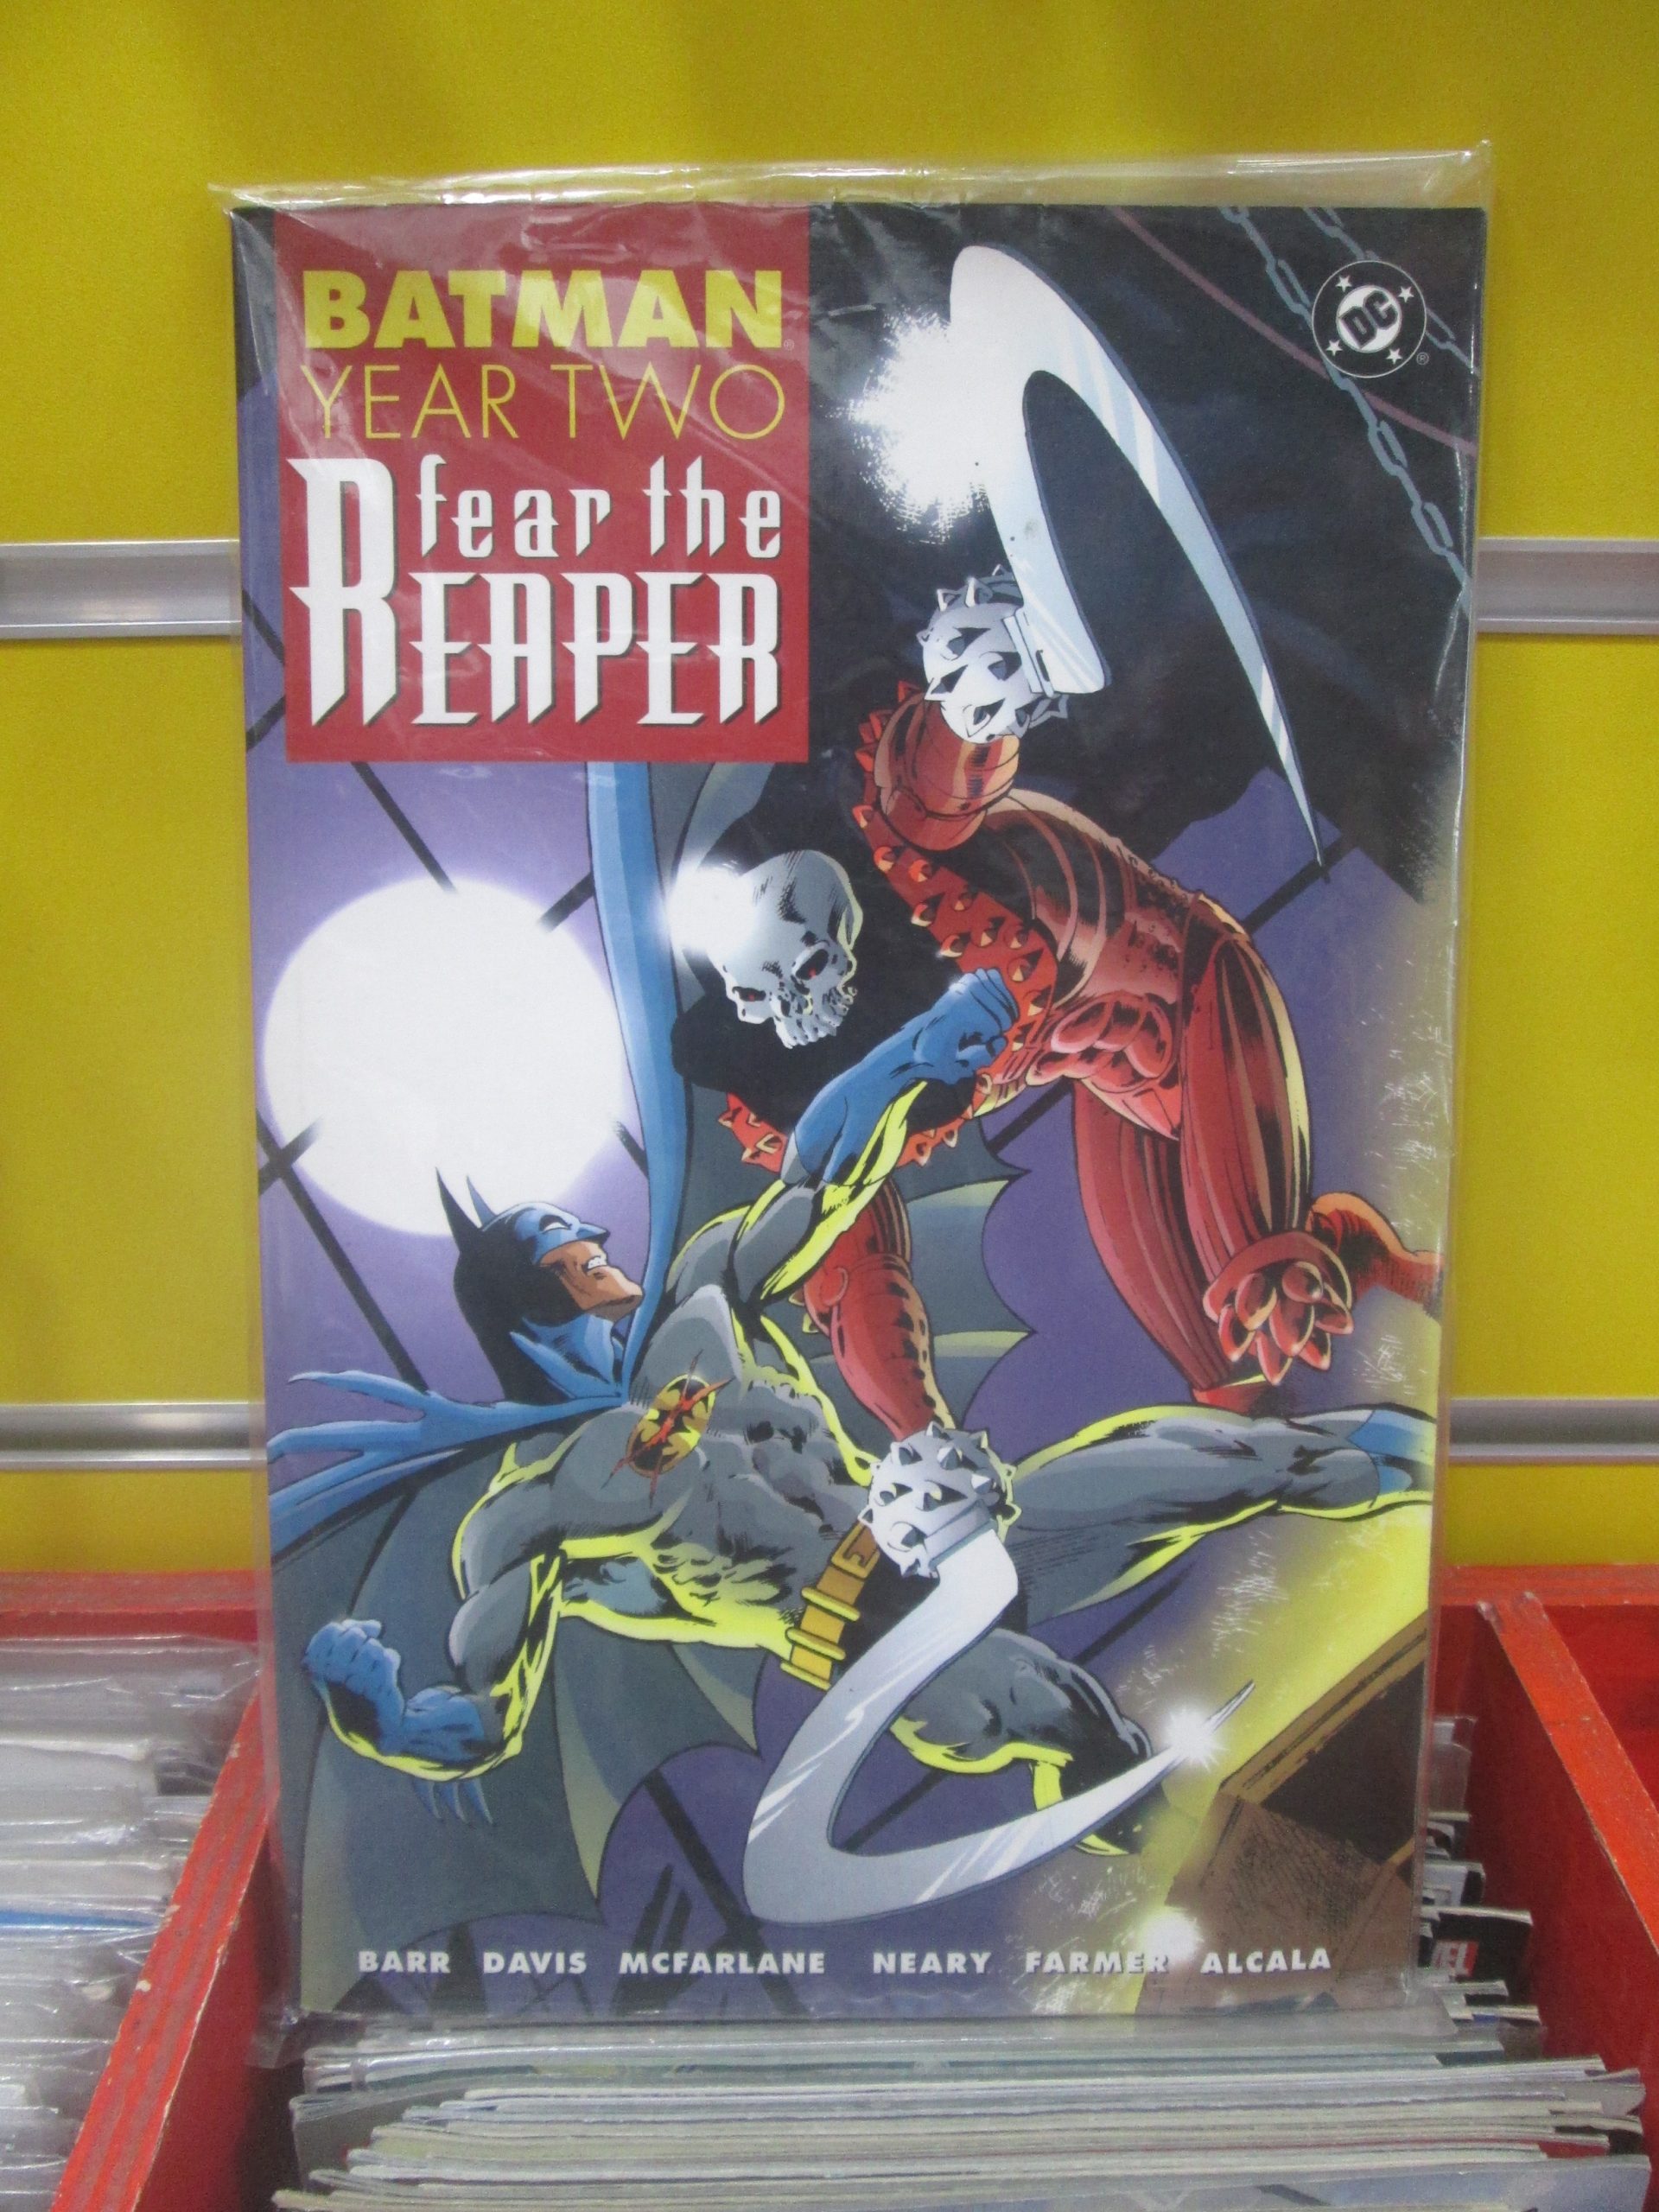 BATMAN®
YEAR TWO
fear the
REAPER
DC®
BARR DAVIS MCFARLANE NEARY FARMER ALCALA